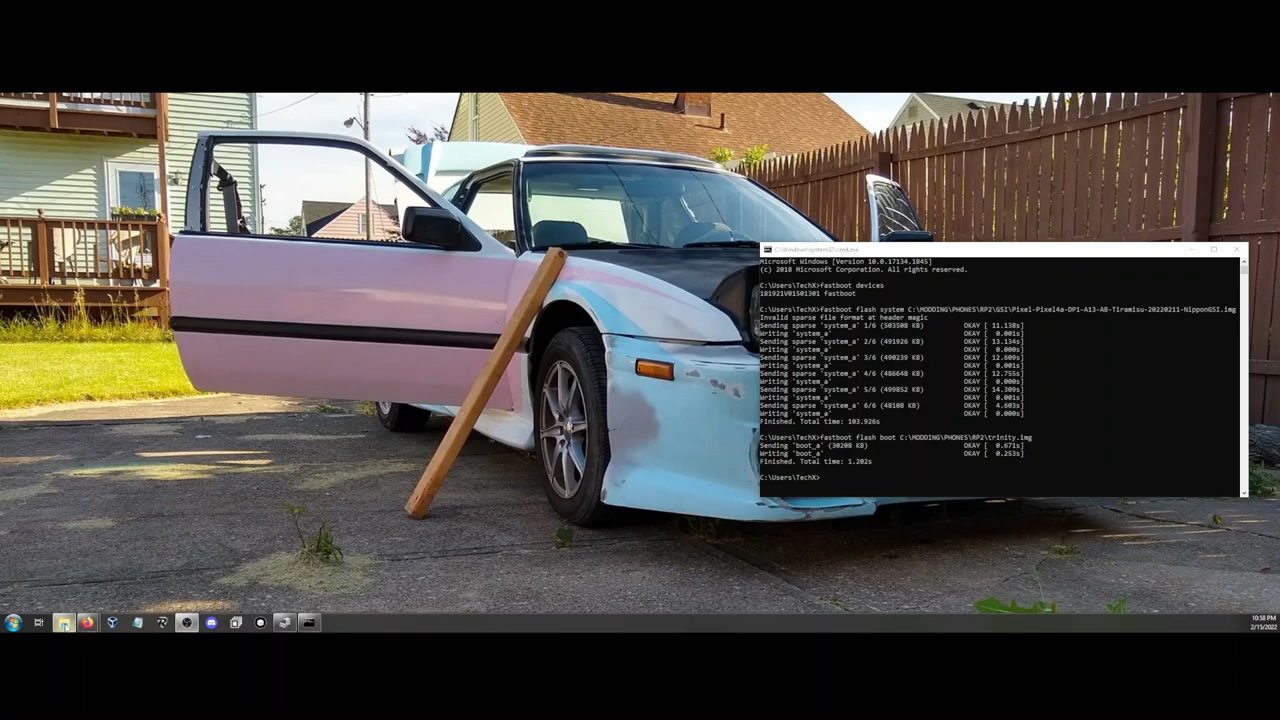 C:\Windows\system32\cmd.exe
Microsoft Windows [Version 10.0.17134.1845]
(c) 2018 Microsoft Corporation. All rights reserved.
C:\Users\TechX>fastboot devices
181921V01501301 fastboot
C:\Users\TechX>fastboot flash system C:\MODDING\PHONES\RP2\GSI\Pixel-Pixel4a-DP1-A13-AB-Tiramisu-20220211-NipponGSI.img
Invalid sparse file format at header magic
Sending sparse 'system_a' 1/6 (503508 KB) OKAY [ 11.138s]
Writing 'system_a' OKAY [ 0.001s]
Sending sparse 'system_a' 2/6 (491926 KB) OKAY [ 13.134s]
Writing 'system_a' OKAY [ 0.000s]
Sending sparse 'system_a' 3/6 (490239 KB) OKAY [ 12.609s]
Writing 'system_a' OKAY [ 0.001s]
Sending sparse 'system_a' 4/6 (486648 KB) OKAY [ 12.755s]
Writing 'system_a' OKAY [ 0.000s]
Sending sparse 'system_a' 5/6 (499852 KB) OKAY [ 14.309s]
Writing 'system_a' OKAY [ 0.001s]
Sending sparse 'system_a' 6/6 (48108 KB) OKAY [ 4.603s]
Writing 'system_a' OKAY [ 0.000s]
Finished. Total time: 103.926s
C:\Users\TechX>fastboot flash boot C:\MODDING\PHONES\RP2\trinity.img
Sending 'boot_a' (30208 KB) OKAY [ 0.671s]
Writing 'boot_a' OKAY [ 0.253s]
Finished. Total time: 1.202s
C:\Users\TechX>
10:58 PM
2/15/2022